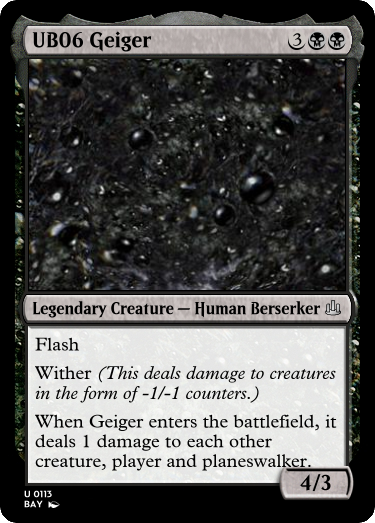 UB06 Geiger 3
Legendary Creature — Human Berserker
Flash
Wither (This deals damage to creatures
in the form of -1/-1 counters.)
When Geiger enters the battlefield, it
deals 1 damage to each other
creature, player and planeswalker.
4/3
U 0113
BAY